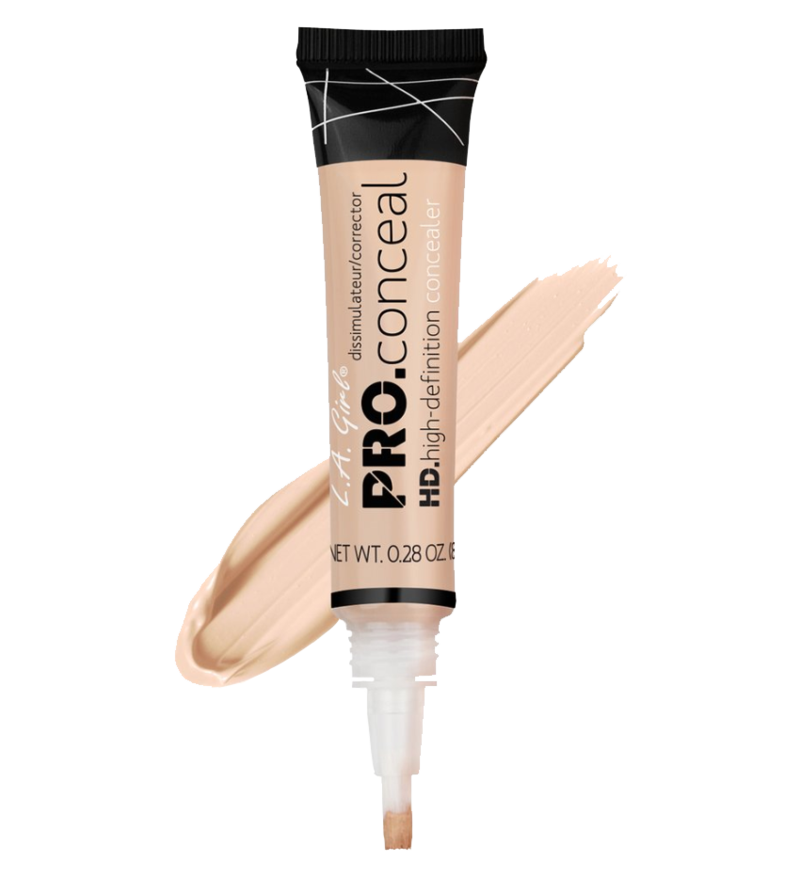 L.A. Girl®
dissimulateur/corrector
PRO.conceal
HD.high-definition concealer
NET WT. 0.28 OZ.